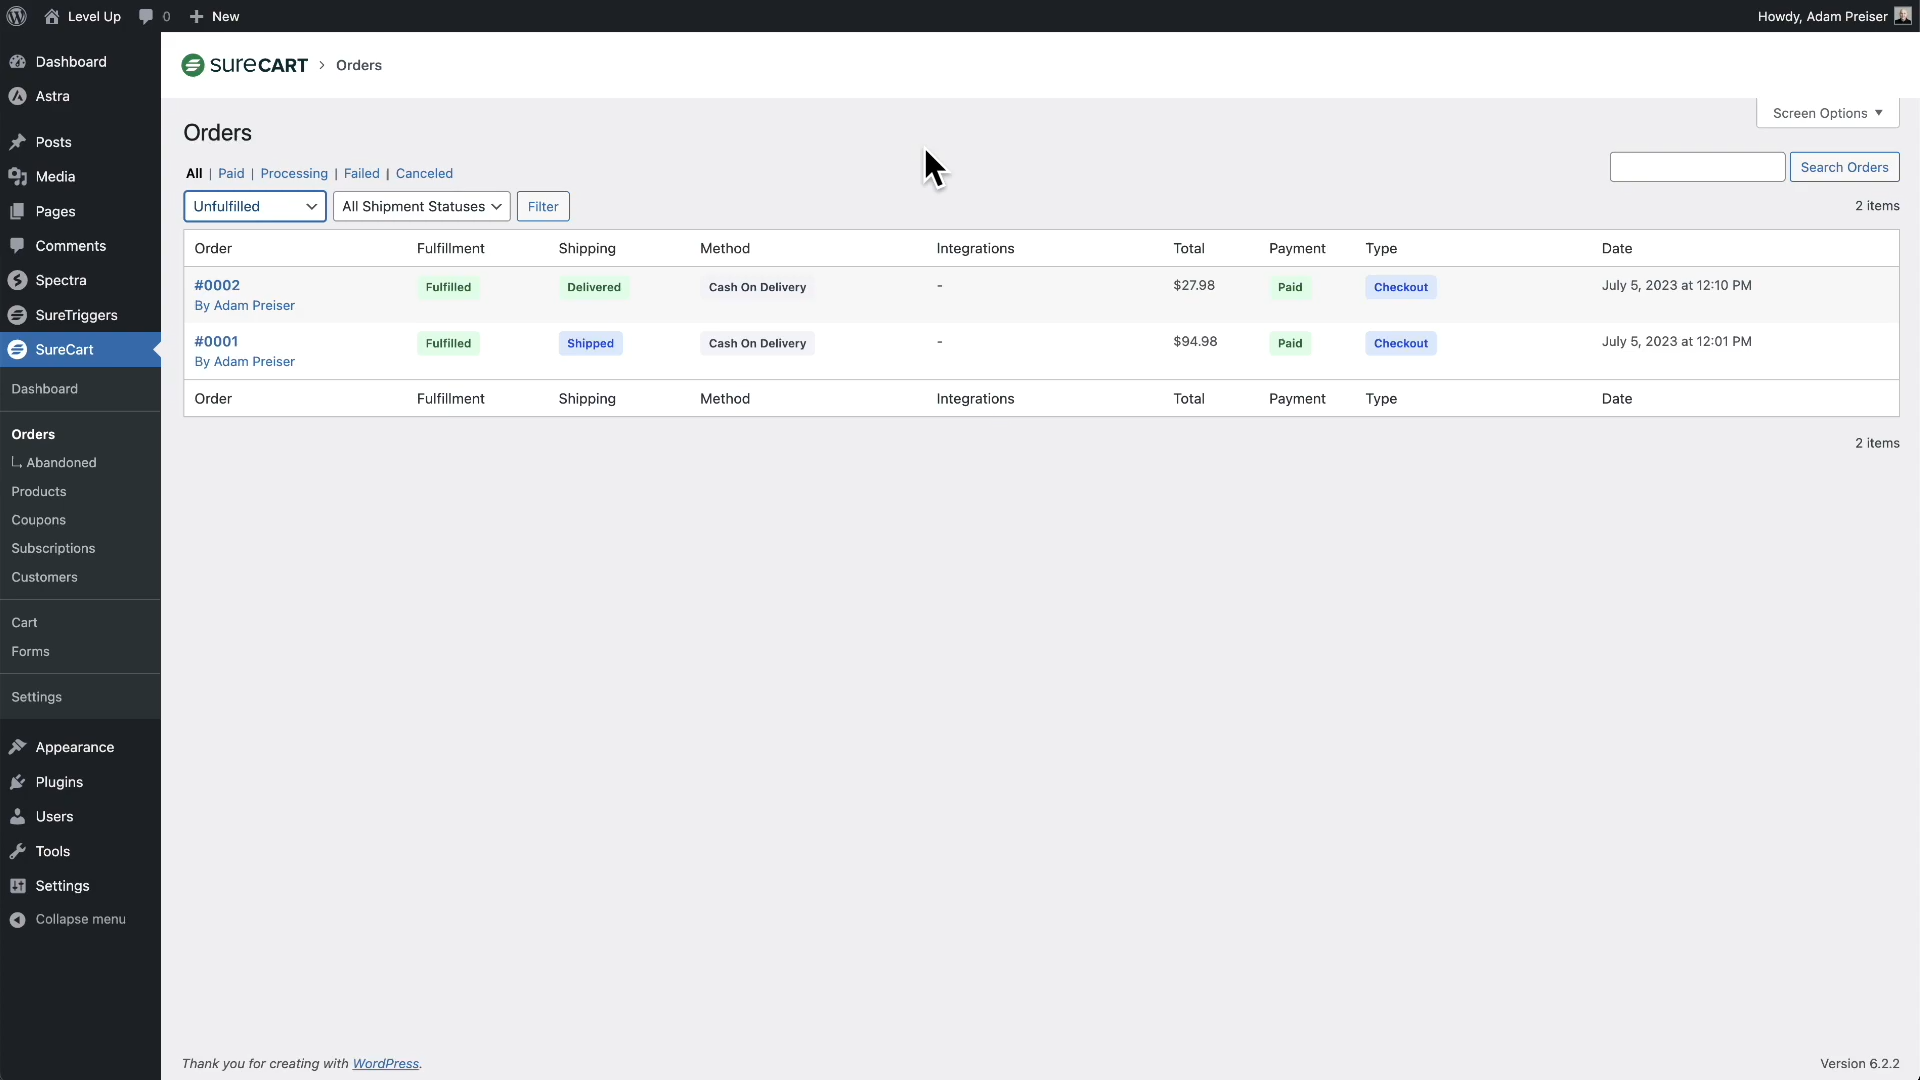 Level Up 0 New Howdy, Adam Preiser
Dashboard
Astra
Posts
Media
Pages
Comments
Spectra
SureTriggers
SureCart
Dashboard
Orders
Abandoned
Products
Coupons
Subscriptions
Customers
Cart
Forms
Settings
Appearance
Plugins
Users
Tools
Settings
Collapse menu
SureCART > Orders
Screen Options
Orders
All | Paid | Processing | Failed | Canceled
Search Orders
Unfulfilled All Shipment Statuses Filter 2 items
Order Fulfillment Shipping Method Integrations Total Payment Type Date
#0002 Fulfilled Delivered Cash On Delivery - $27.98 Paid Checkout July 5, 2023 at 12:10 PM
By Adam Preiser
#0001 Fulfilled Shipped Cash On Delivery - $94.98 Paid Checkout July 5, 2023 at 12:01 PM
By Adam Preiser
Order Fulfillment Shipping Method Integrations Total Payment Type Date
2 items
Thank you for creating with WordPress. Version 6.2.2